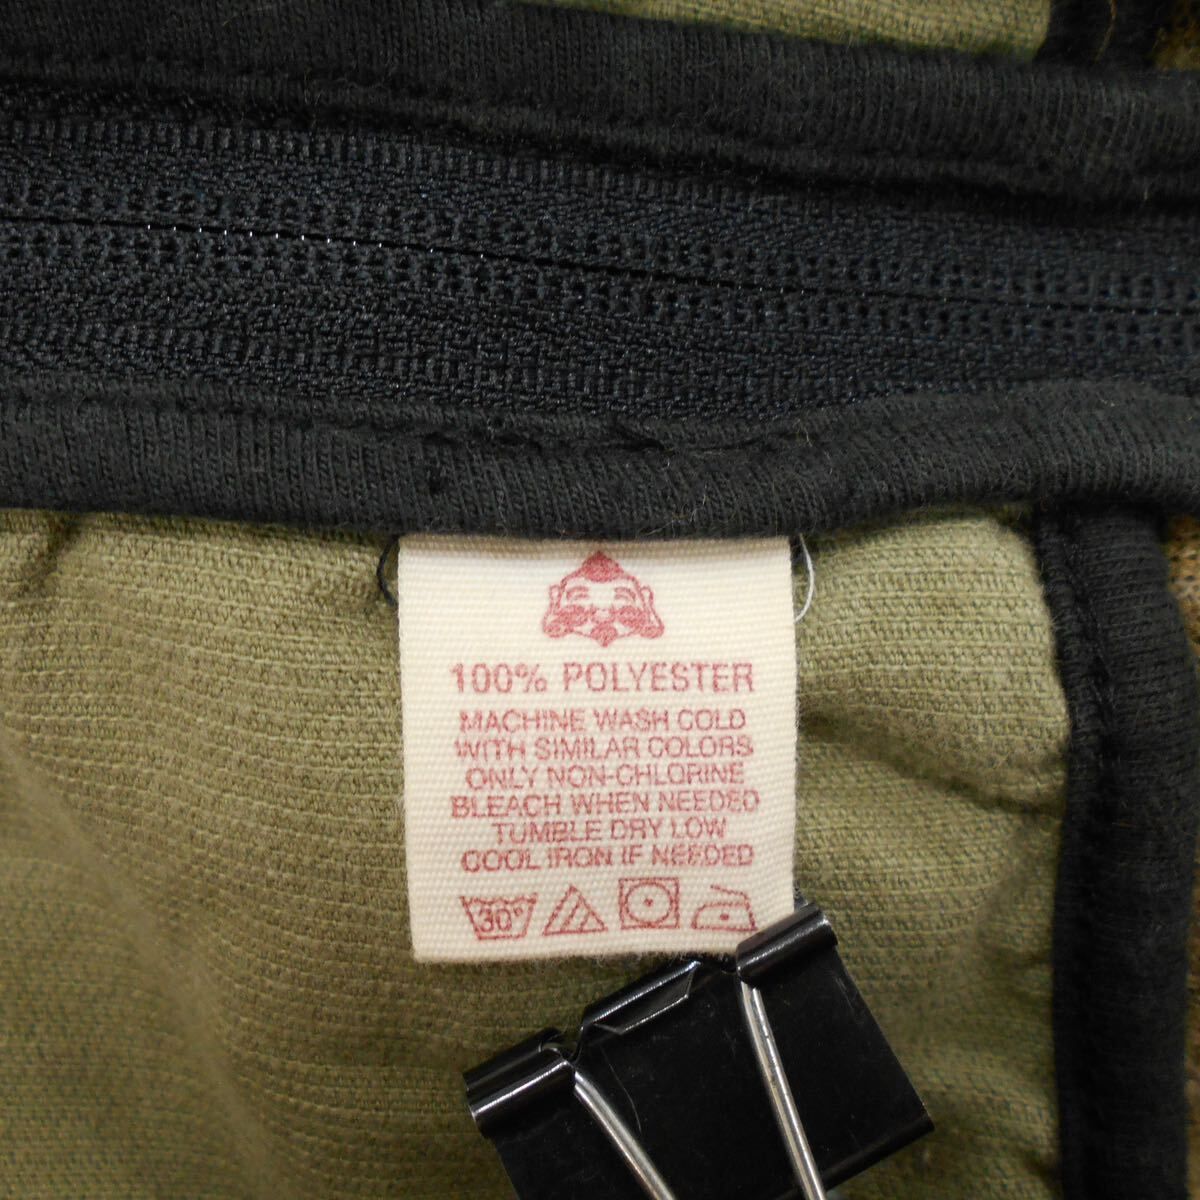 100% POLYESTER
MACHINE WASH COLD
WITH SIMILAR COLORS
ONLY NON-CHLORINE
BLEACH WHEN NEEDED
TUMBLE DRY LOW
COOL IRON IF NEEDED
30°